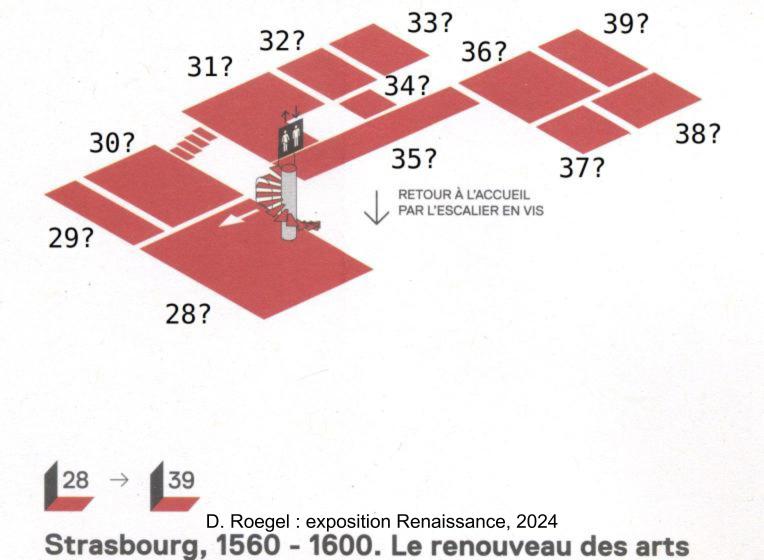 33?
39?
32?
36?
31?
34?
30?
38?
35?
37?
RETOUR À L'ACCUEIL
PAR L'ESCALIER EN VIS
29?
28?
28 → 39
D. Roegel : exposition Renaissance, 2024
Strasbourg, 1560 - 1600. Le renouveau des arts